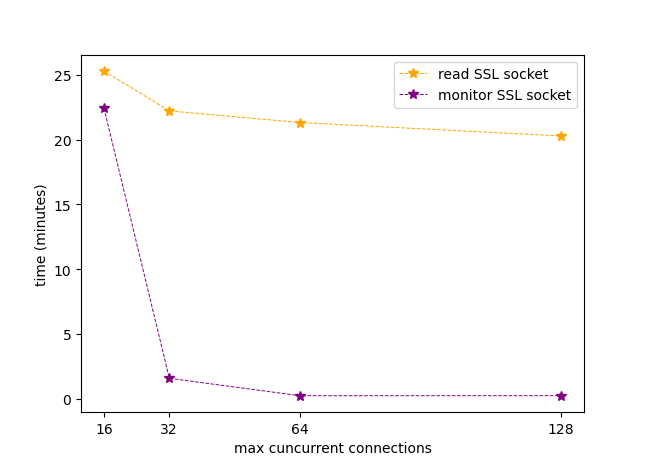 read SSL socket
monitor SSL socket
25
20
15
10
5
0
time (minutes)
16 32 64 128
max cuncurrent connections